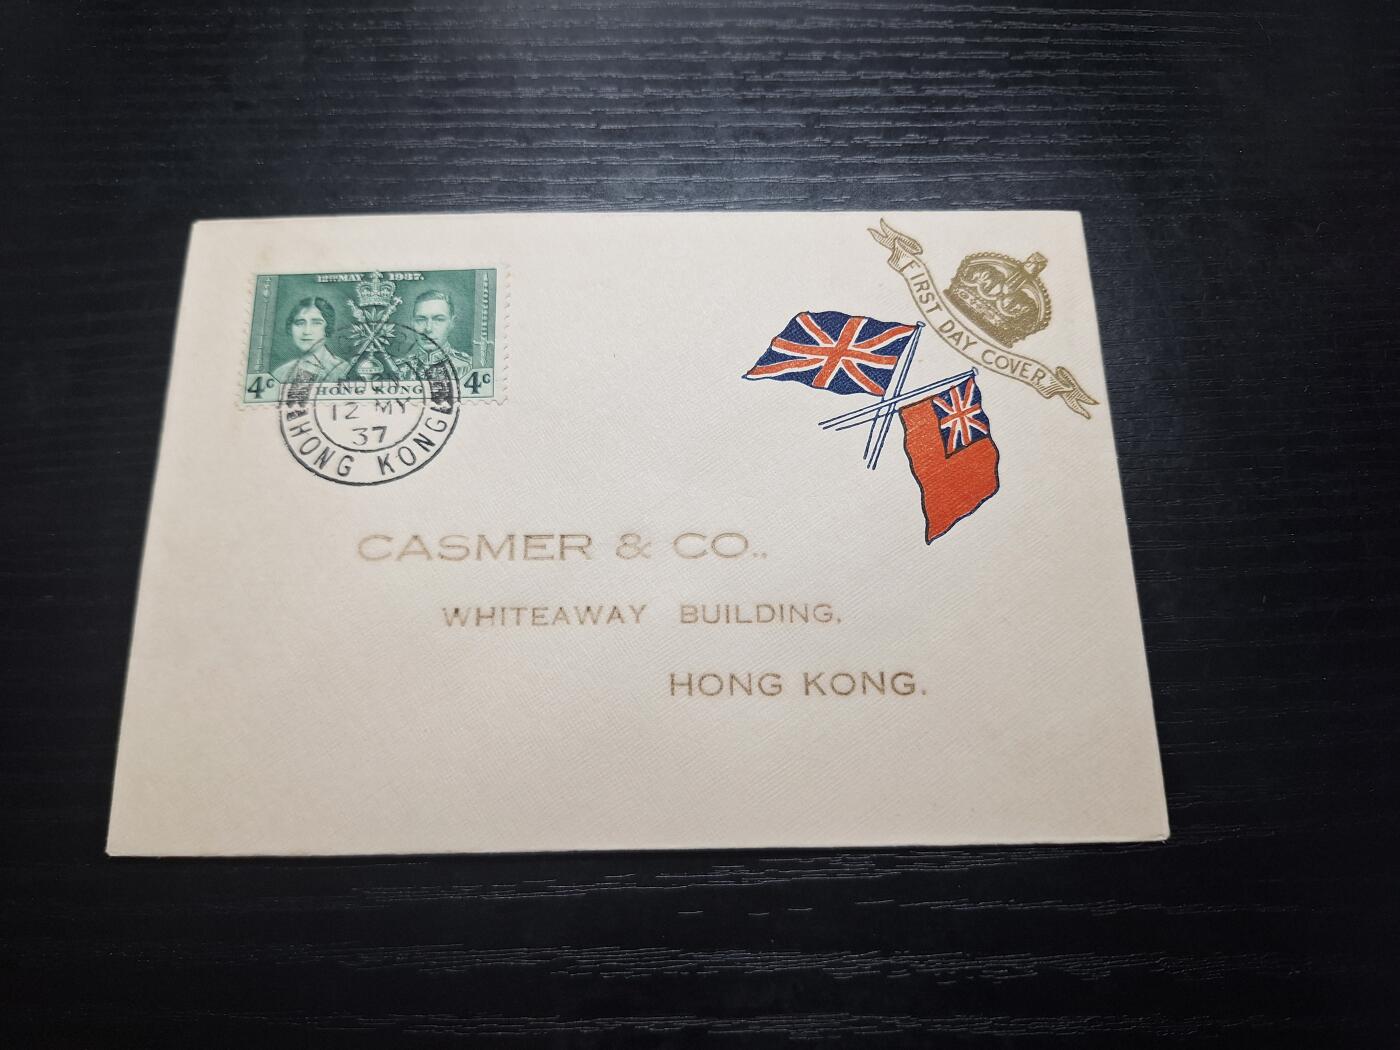 12TH MAY 1937.
4c HONG KONG 4c
12 MY
37
HONG KONG
FIRST DAY COVER
CASMER & CO..
WHITEAWAY BUILDING,
HONG KONG.